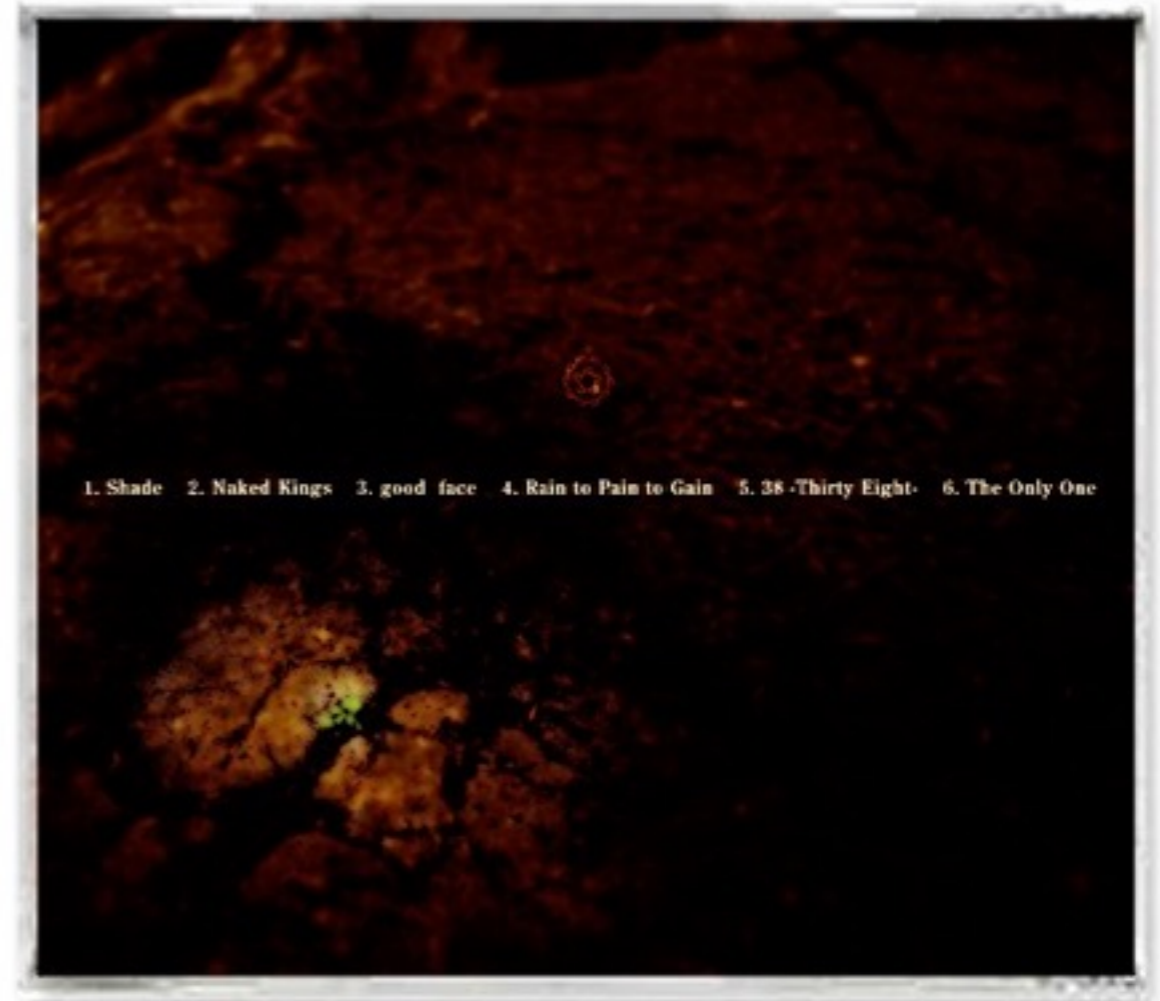 1. Shade 2. Naked Kings 3. good face 4. Rain to Pain to Gain 5. 38 -Thirty Eight- 6. The Only One